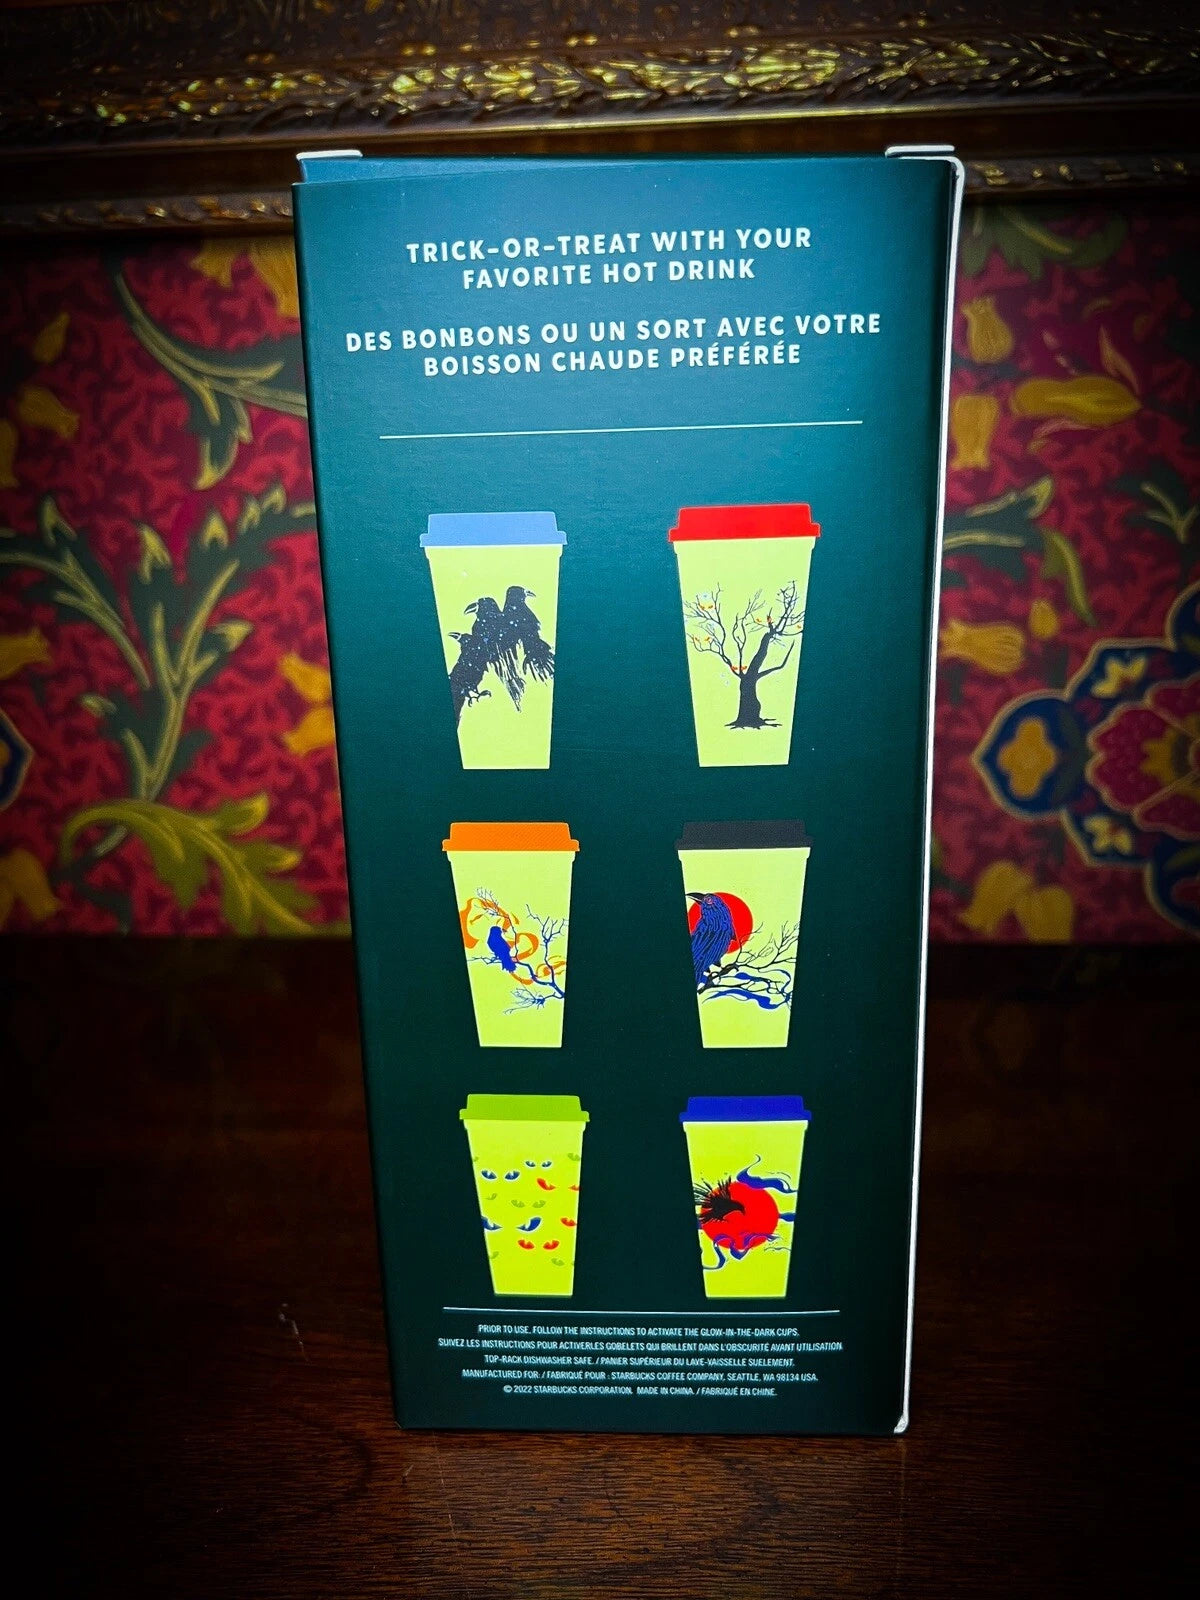 TRICK-OR-TREAT WITH YOUR
FAVORITE HOT DRINK
DES BONBONS OU UN SORT AVEC VOTRE
BOISSON CHAUDE PRÉFÉRÉE
PRIOR TO USE, FOLLOW THE INSTRUCTIONS TO ACTIVATE THE GLOW-IN-THE-DARK CUPS.
SUIVEZ LES INSTRUCTIONS POUR ACTIVERLES GOBELETS QUI BRILLENT DANS L'OBSCURITÉ AVANT UTILISATION.
TOP-RACK DISHWASHER SAFE. / PANIER SUPÉRIEUR DU LAVE-VAISSELLE SUELEMENT.
MANUFACTURED FOR: / FABRIQUÉ POUR : STARBUCKS COFFEE COMPANY, SEATTLE, WA 98134 USA.
© 2022 STARBUCKS CORPORATION. MADE IN CHINA. / FABRIQUÉ EN CHINE.